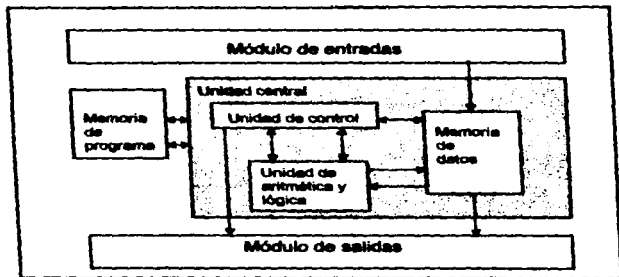 Módulo de entradas
Unidad central
Unidad de control
Memoria
de
programa
Memoria
de
datos
Unidad de
aritmética y
lógica
Módulo de salidas